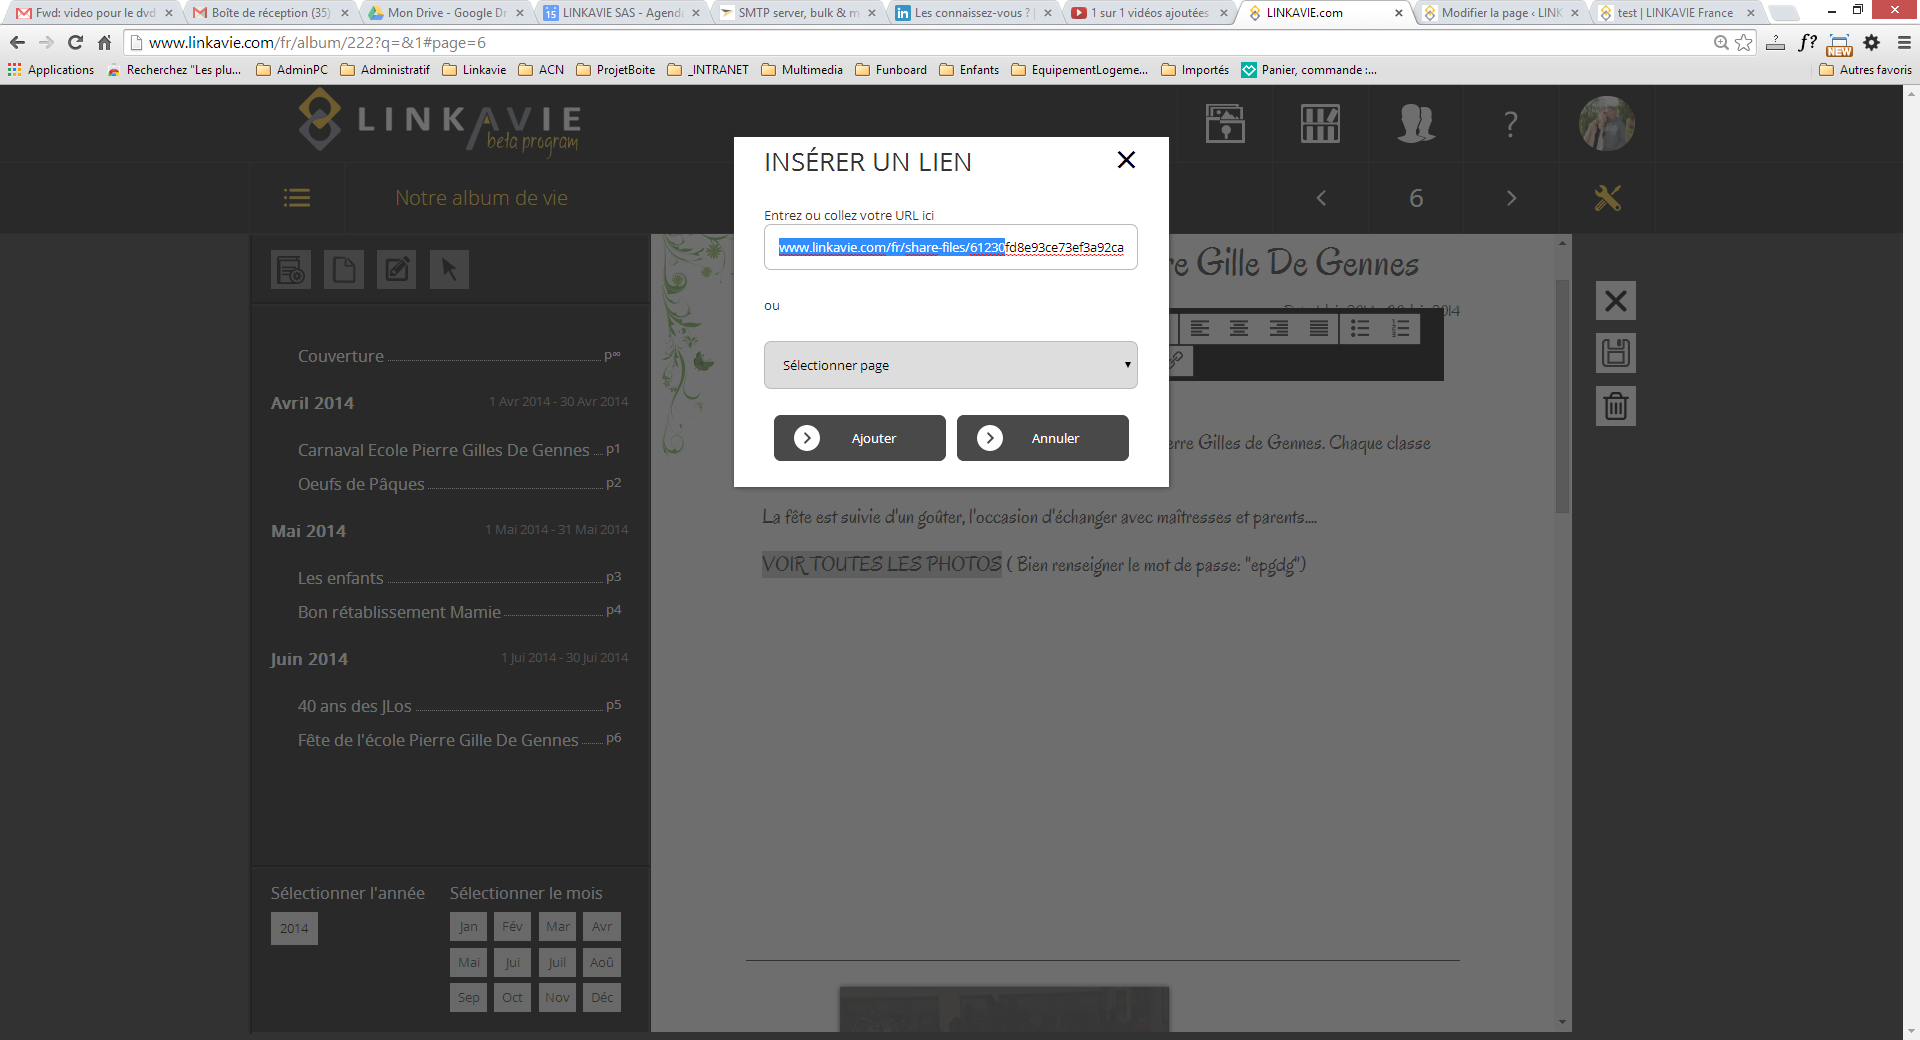 Fwd: video pour le dvd
Boîte de réception (35)
Mon Drive - Google Dr
LINKAVIE SAS - Agenda
SMTP server, bulk & m
Les connaissez-vous ? |
1 sur 1 vidéos ajoutées
LINKAVIE.com
Modifier la page ‹ LINK
test | LINKAVIE France
www.linkavie.com/fr/album/222?q=&1#page=6
f?
NEW
Applications
Recherchez "Les plu...
AdminPC
Administratif
Linkavie
ACN
ProjetBoite
_INTRANET
Multimedia
Funboard
Enfants
EquipementLogeme...
Importés
Panier, commande :...
Autres favoris
LINKAVIE
beta program
?
Notre album de vie
6
INSÉRER UN LIEN
Entrez ou collez votre URL ici
www.linkavie.com/fr/share-files/61230fd8e93ce73ef3a92ca
ou
Sélectionner page
Ajouter
Annuler
Couverture p∞
Avril 2014 1 Avr 2014 - 30 Avr 2014
Carnaval Ecole Pierre Gilles De Gennes p1
Oeufs de Pâques p2
Mai 2014 1 Mai 2014 - 31 Mai 2014
Les enfants p3
Bon rétablissement Mamie p4
Juin 2014 1 Jui 2014 - 30 Jui 2014
40 ans des JLos p5
Fête de l'école Pierre Gille De Gennes p6
Sélectionner l'année
2014
Sélectionner le mois
Jan Fév Mar Avr
Mai Jui Juil Aoû
Sep Oct Nov Déc
re Gille De Gennes
2014
erre Gilles de Gennes. Chaque classe
La fête est suivie d'un goûter, l'occasion d'échanger avec maîtresses et parents....
VOIR TOUTES LES PHOTOS ( Bien renseigner le mot de passe: "epgdg")